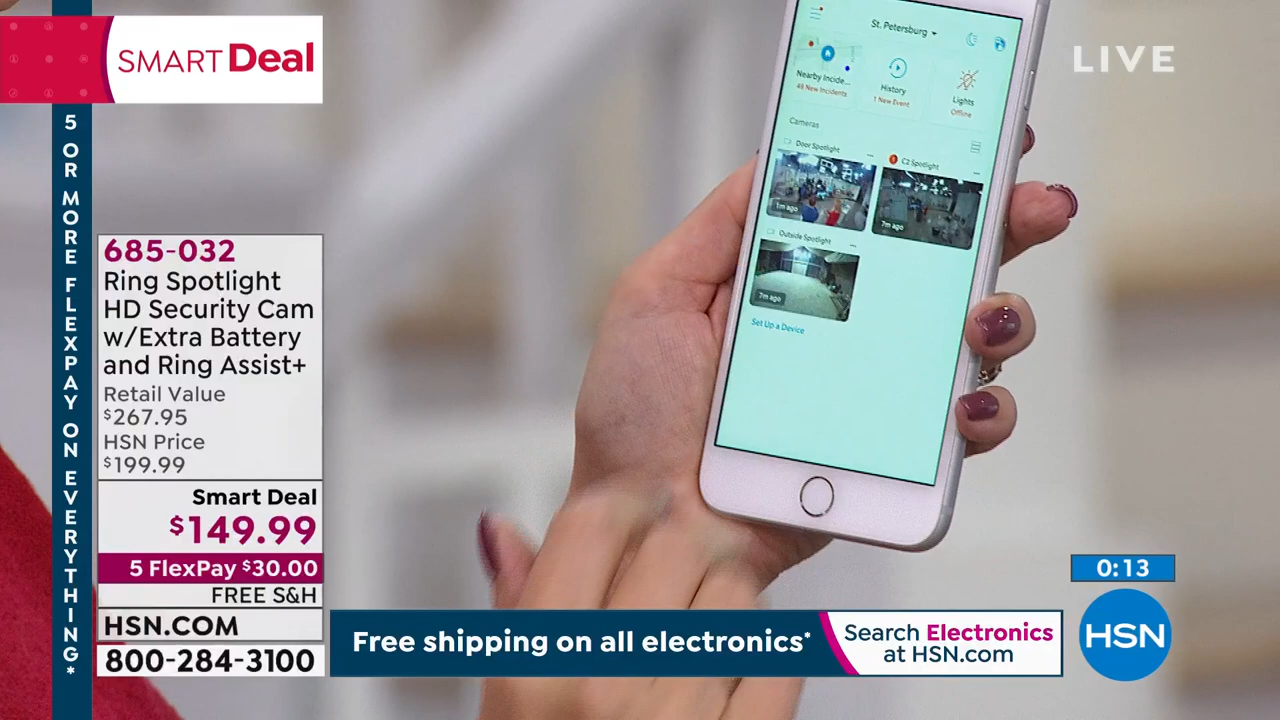 SMART Deal
LIVE
5 OR MORE FLEXPAY ON EVERYTHING*
685-032
Ring Spotlight
HD Security Cam
w/Extra Battery
and Ring Assist+
Retail Value
$267.95
HSN Price
$199.99
Smart Deal
$149.99
5 FlexPay $30.00
FREE S&H
HSN.COM
800-284-3100
St. Petersburg
Nearby Incide...
49 New Incidents
History
1 New Event
Lights
Offline
Cameras
Door Spotlight
C2 Spotlight
1m ago
7m ago
Outside Spotlight
7m ago
Set Up a Device
0:13
Free shipping on all electronics*
Search Electronics
at HSN.com
HSN